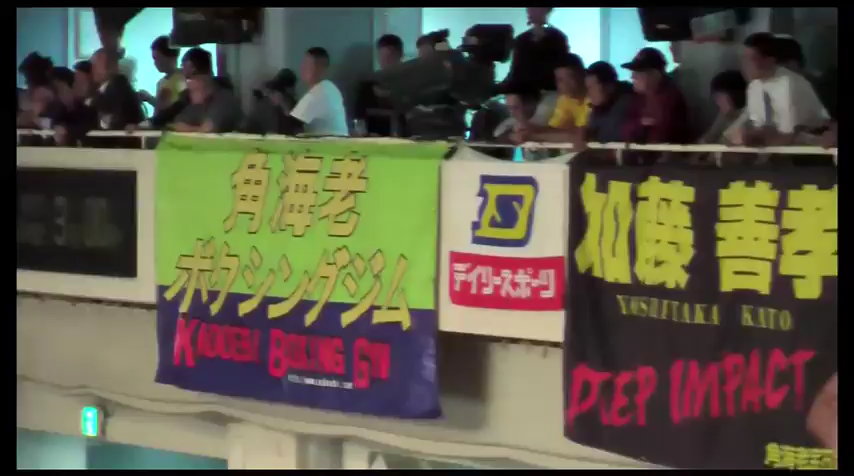 角海老
ボクシングジム
KADOEBI BOXING GYM
デイリースポーツ
加藤 善孝
YOSHITAKA KATO
DEEP IMPACT